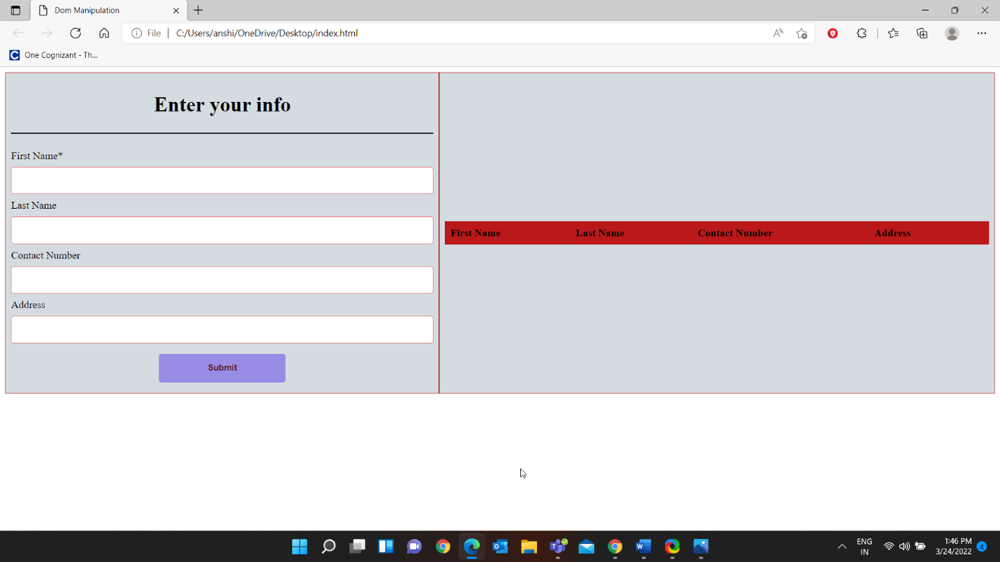 Dom Manipulation
File | C:/Users/anshi/OneDrive/Desktop/index.html
One Cognizant - Th...
Enter your info
First Name*
Last Name
Contact Number
Address
Submit
First Name Last Name Contact Number Address
ENG
IN
1:46 PM
3/24/2022
4